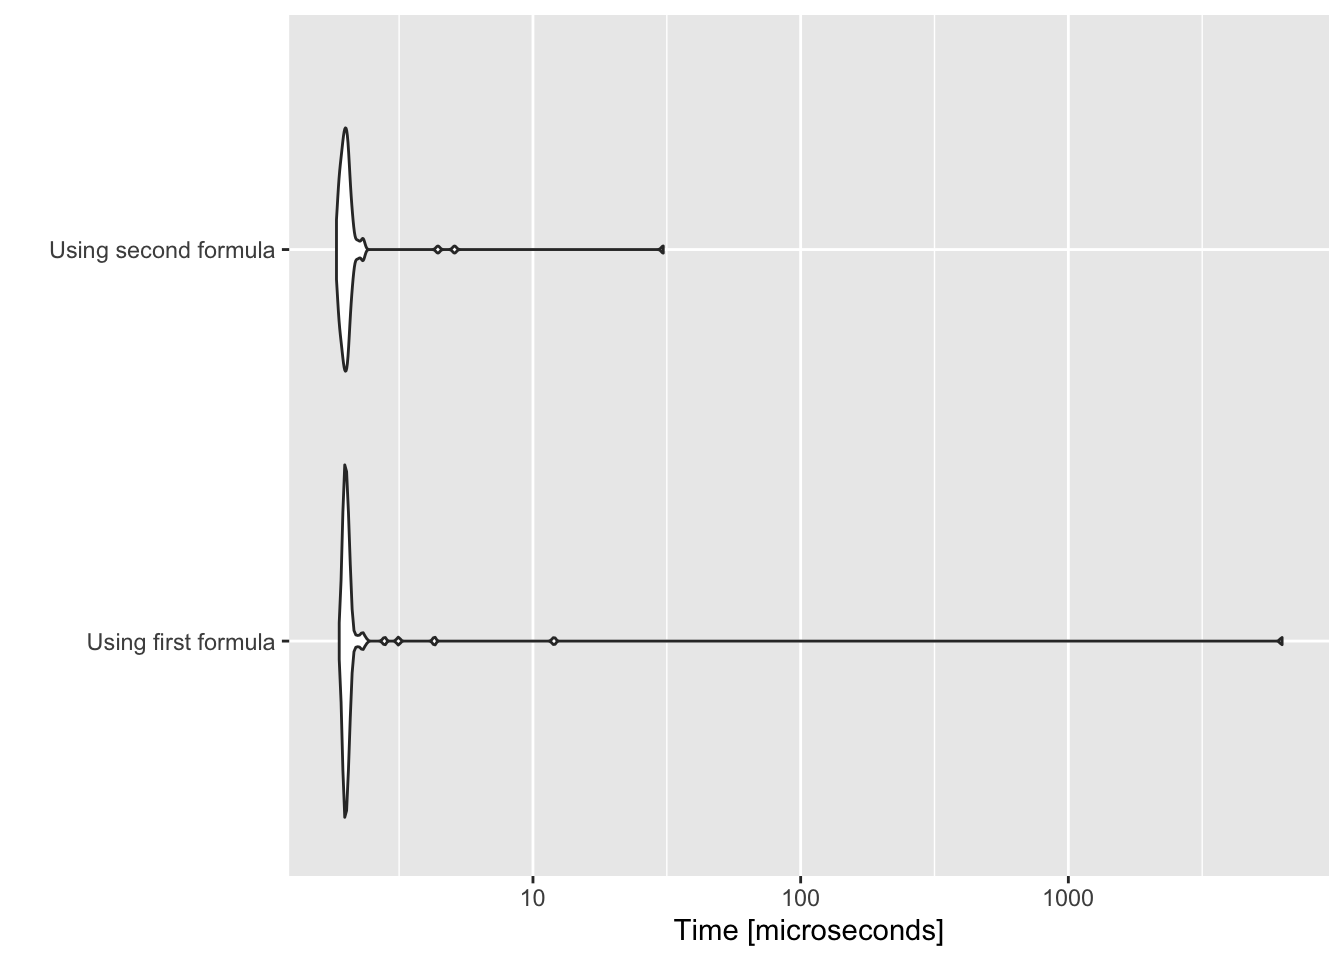 Using second formula
Using first formula
10 100 1000
Time [microseconds]